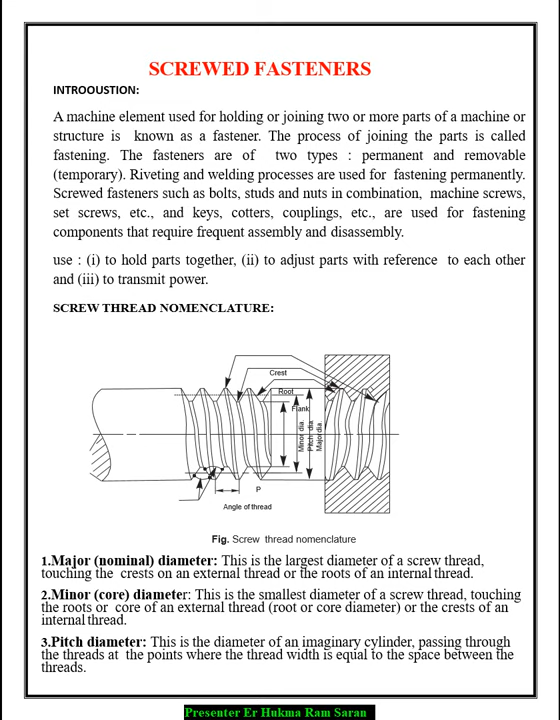 SCREWED FASTENERS
INTROOUSTION:
A machine element used for holding or joining two or more parts of a machine or
structure is known as a fastener. The process of joining the parts is called
fastening. The fasteners are of two types : permanent and removable
(temporary). Riveting and welding processes are used for fastening permanently.
Screwed fasteners such as bolts, studs and nuts in combination, machine screws,
set screws, etc., and keys, cotters, couplings, etc., are used for fastening
components that require frequent assembly and disassembly.
use : (i) to hold parts together, (ii) to adjust parts with reference to each other
and (iii) to transmit power.
SCREW THREAD NOMENCLATURE:
Crest
Root
Flank
Minor dia
Pitch dia
Major dia
P
Angle of thread
Fig. Screw thread nomenclature
1.Major (nominal) diameter: This is the largest diameter of a screw thread,
touching the crests on an external thread or the roots of an internal thread.
2.Minor (core) diameter: This is the smallest diameter of a screw thread, touching
the roots or core of an external thread (root or core diameter) or the crests of an
internal thread.
3.Pitch diameter: This is the diameter of an imaginary cylinder, passing through
the threads at the points where the thread width is equal to the space between the
threads.
Presenter Er Hukma Ram Saran